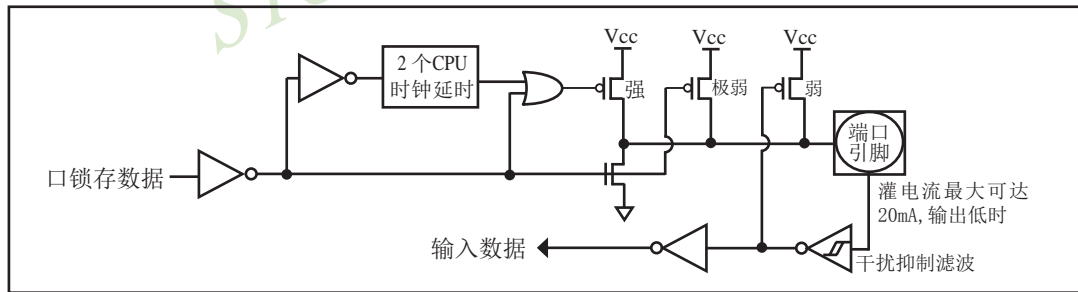 STC
Vcc
Vcc
Vcc
2 个CPU
时钟延时
强
极弱
弱
端口
引脚
口锁存数据
灌电流最大可达
20mA,输出低时
输入数据
干扰抑制滤波